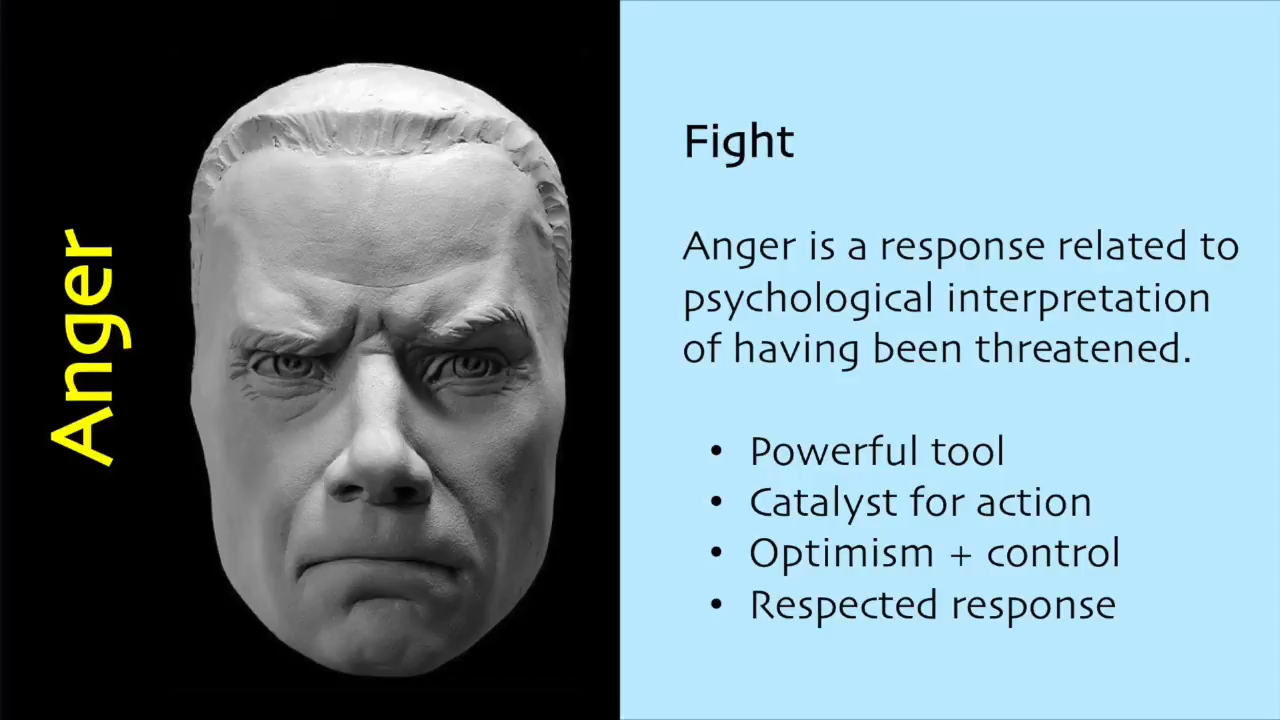 Anger
Fight
Anger is a response related to
psychological interpretation
of having been threatened.
• Powerful tool
• Catalyst for action
• Optimism + control
• Respected response